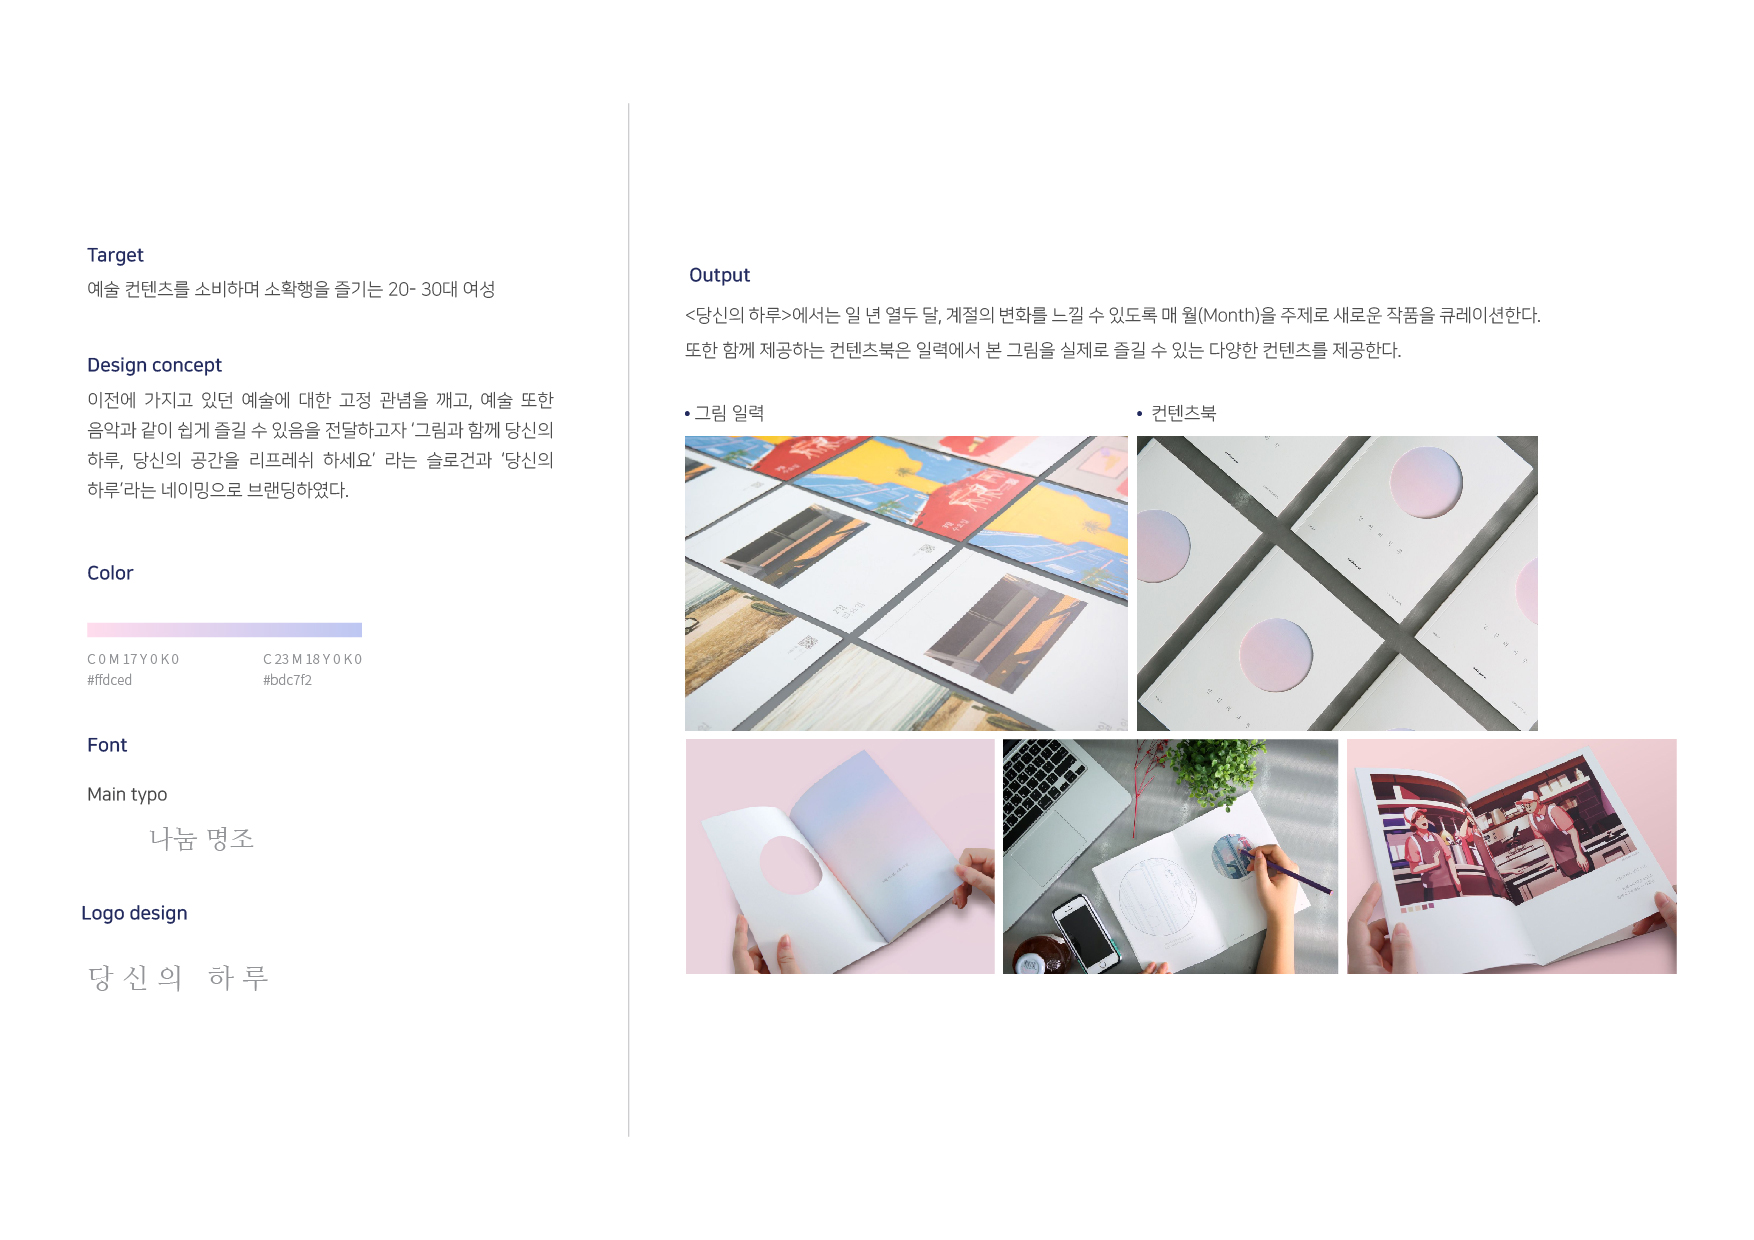 Target
예술 컨텐츠를 소비하며 소확행을 즐기는 20- 30대 여성
Design concept
이전에 가지고 있던 예술에 대한 고정 관념을 깨고, 예술 또한
음악과 같이 쉽게 즐길 수 있음을 전달하고자 ‘그림과 함께 당신의
하루, 당신의 공간을 리프레쉬 하세요’ 라는 슬로건과 ‘당신의
하루’라는 네이밍으로 브랜딩하였다.
Color
C 0 M 17 Y 0 K 0
C 23 M 18 Y 0 K 0
#ffdced
#bdc7f2
Font
Main typo
나눔 명조
Logo design
당신의 하루
Output
<당신의 하루>에서는 일 년 열두 달, 계절의 변화를 느낄 수 있도록 매 월(Month)을 주제로 새로운 작품을 큐레이션한다.
또한 함께 제공하는 컨텐츠북은 일력에서 본 그림을 실제로 즐길 수 있는 다양한 컨텐츠를 제공한다.
• 그림 일력
• 컨텐츠북